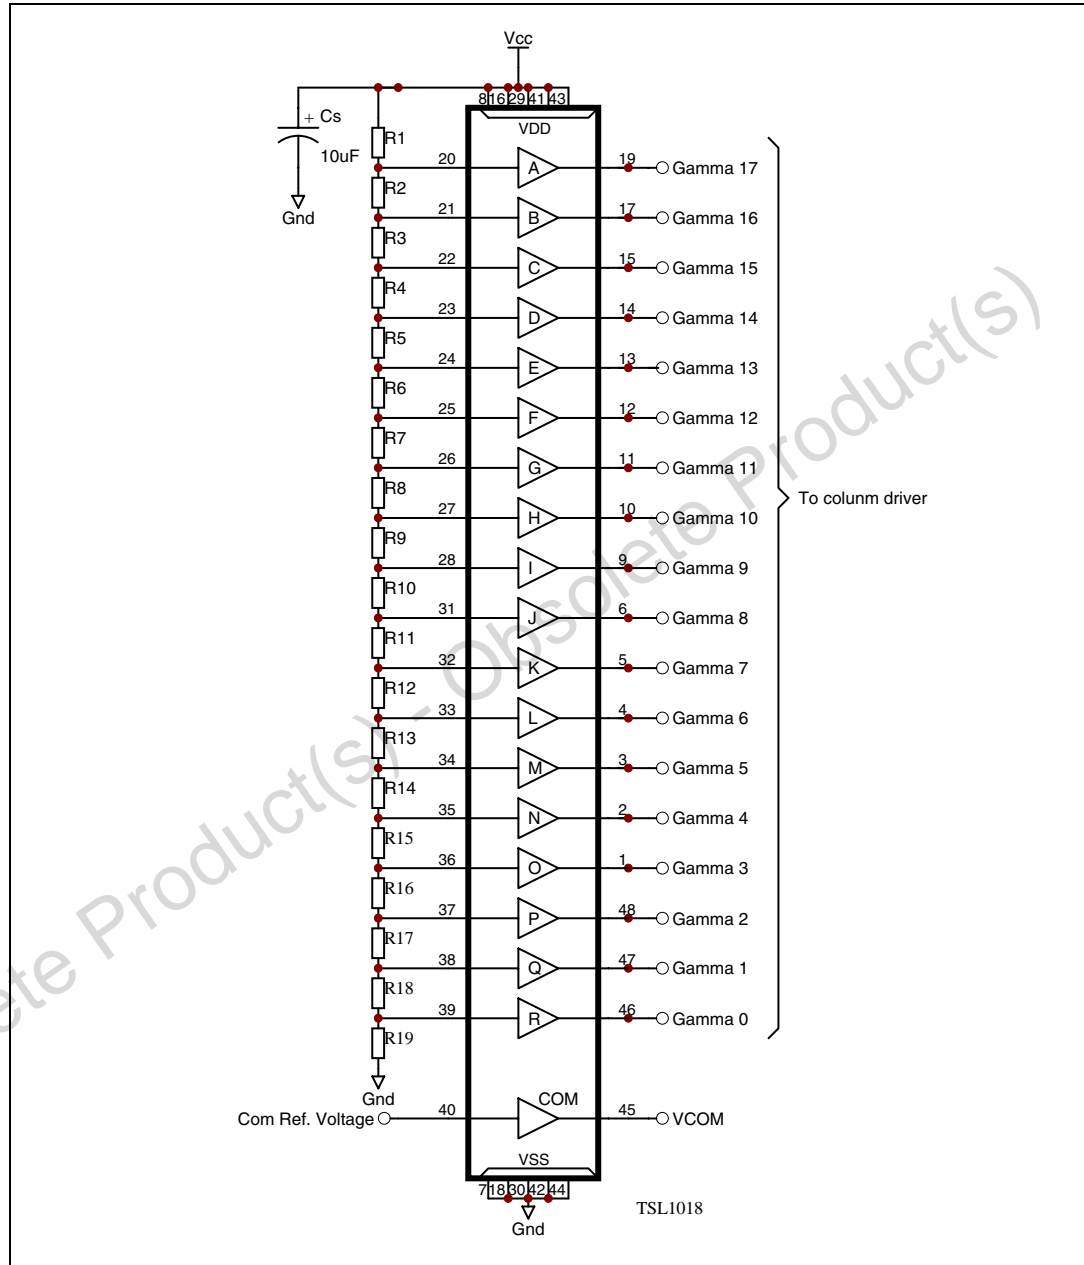 Vcc
8 16 29 41 43
VDD
+ Cs
10uF
Gnd
R1
20 A 19 Gamma 17
R2
21 B 17 Gamma 16
R3
22 C 15 Gamma 15
R4
23 D 14 Gamma 14
R5
24 E 13 Gamma 13
R6
25 F 12 Gamma 12
R7
26 G 11 Gamma 11
R8
To colunm driver
27 H 10 Gamma 10
R9
28 I 9 Gamma 9
R10
31 J 6 Gamma 8
R11
32 K 5 Gamma 7
R12
33 L 4 Gamma 6
R13
34 M 3 Gamma 5
R14
35 N 2 Gamma 4
R15
36 O 1 Gamma 3
R16
37 P 48 Gamma 2
R17
38 Q 47 Gamma 1
R18
39 R 46 Gamma 0
R19
Gnd
COM
Com Ref. Voltage 40 45 VCOM
VSS
7 18 30 42 44
Gnd
TSL1018
ete Product(s) - Obsolete Product(s)